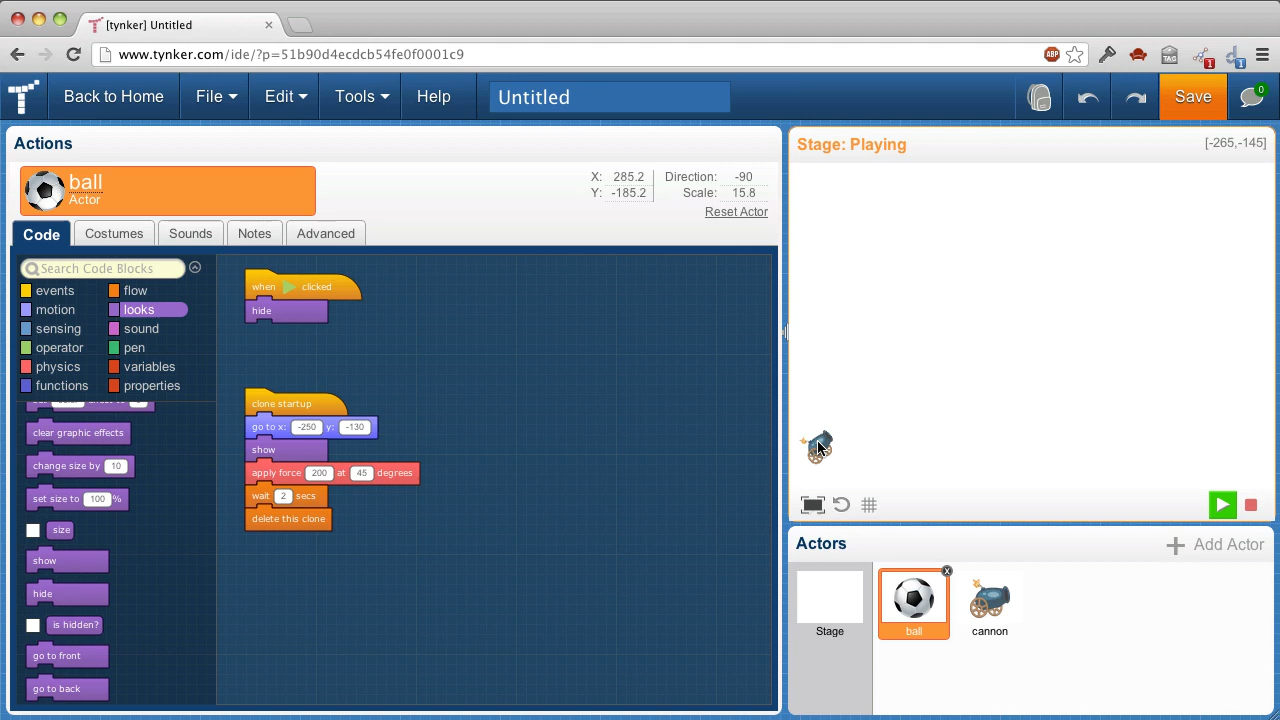 [tynker] Untitled
www.tynker.com/ide/?p=51b90d4ecdcb54fe0f0001c9
ABP
TAG
1
1
Back to Home
File
Edit
Tools
Help
Untitled
Save
0
Actions
ball
Actor
X: 285.2
Y: -185.2
Direction: -90
Scale: 15.8
Reset Actor
Code
Costumes
Sounds
Notes
Advanced
Search Code Blocks
events
flow
motion
looks
sensing
sound
operator
pen
physics
variables
functions
properties
clear graphic effects
change size by 10
set size to 100 %
size
show
hide
is hidden?
go to front
go to back
when clicked
hide
clone startup
go to x: -250 y: -130
show
apply force 200 at 45 degrees
wait 2 secs
delete this clone
Stage: Playing
[-265,-145]
Actors
Add Actor
Stage
ball
X
cannon